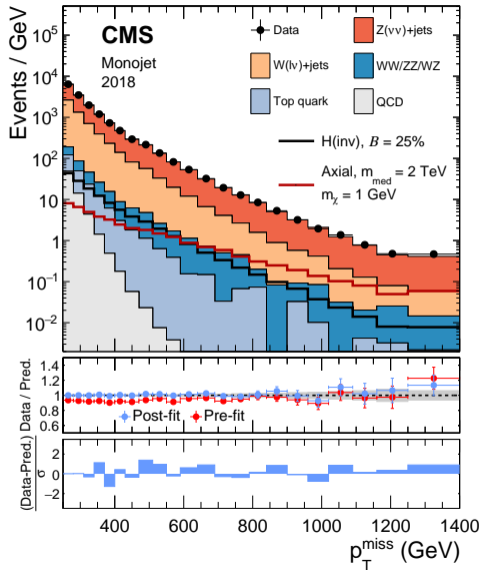 CMS
Monojet
2018
Data
Z(νν)+jets
W(lν)+jets
WW/ZZ/WZ
Top quark
QCD
H(inv), B = 25%
Axial, m_med = 2 TeV
m_χ = 1 GeV
Events / GeV
10^5
10^4
10^3
10^2
10
1
10^−1
10^−2
Data / Pred.
1.4
1.2
1.0
0.8
0.6
Post-fit
Pre-fit
(Data-Pred.)
σ
2
0
−2
400 600 800 1000 1200 1400
p_T^miss (GeV)